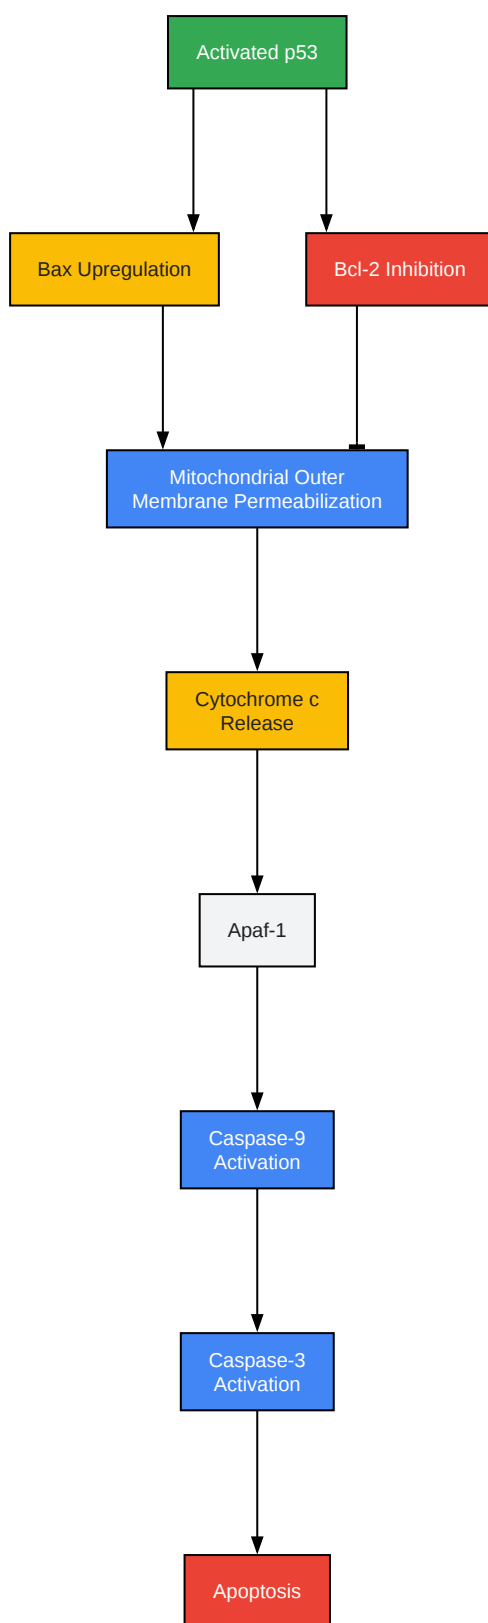 Activated p53
Bax Upregulation
Bcl-2 Inhibition
Mitochondrial Outer
Membrane Permeabilization
Cytochrome c
Release
Apaf-1
Caspase-9
Activation
Caspase-3
Activation
Apoptosis